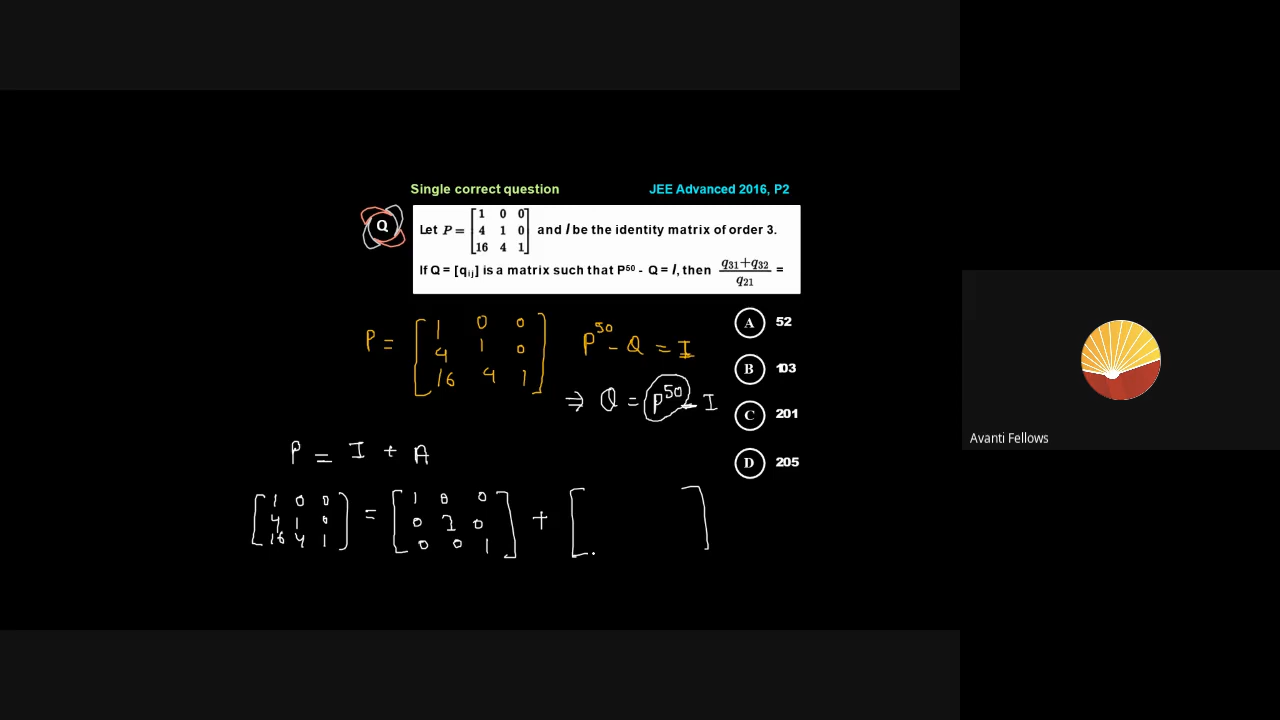 Single correct question JEE Advanced 2016, P2
Q
Let P = [1 0 0; 4 1 0; 16 4 1] and I be the identity matrix of order 3.
If Q = [qij] is a matrix such that P⁵⁰ - Q = I, then (q31+q32)/q21 =
A 52
B 103
C 201
D 205
P = [1 0 0; 4 1 0; 16 4 1] P⁵⁰ - Q = I
⇒ Q = P⁵⁰ - I
P = I + A
[1 0 0; 4 1 0; 16 4 1] = [1 0 0; 0 1 0; 0 0 1] + [ ]
Avanti Fellows